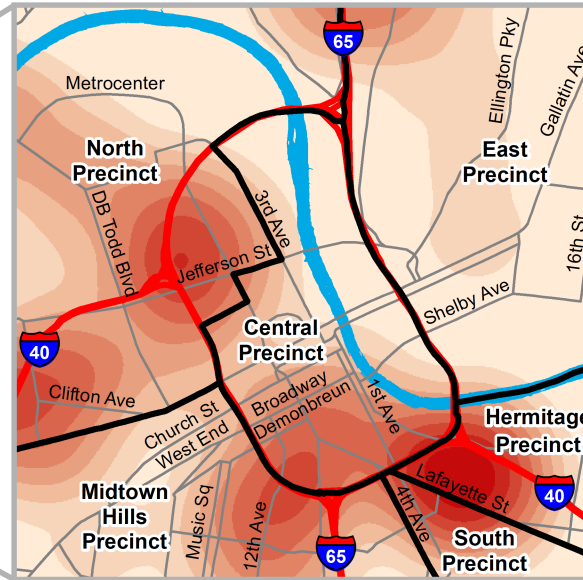 65
Ellington Pky
Gallatin Ave
Metrocenter
North
Precinct
East
Precinct
DB Todd Blvd
3rd Ave
16th St
Jefferson St
Shelby Ave
Central
Precinct
40
Clifton Ave
Broadway
Demonbreun
1st Ave
Church St
West End
Hermitage
Precinct
Midtown
Hills
Precinct
Music Sq
12th Ave
Lafayette St
4th Ave
40
South
Precinct
65